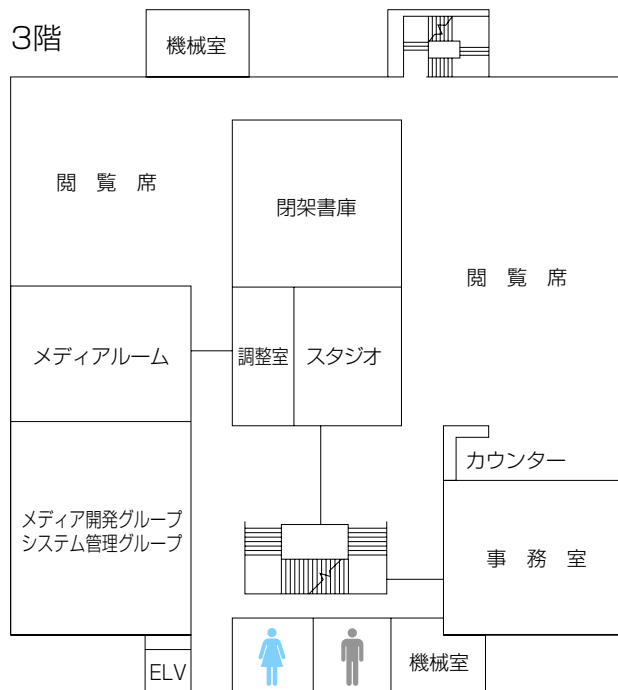 3階
機械室
閲　覧　席
閉架書庫
閲　覧　席
メディアルーム
調整室
スタジオ
カウンター
メディア開発グループ
システム管理グループ
事　務　室
機械室
ELV